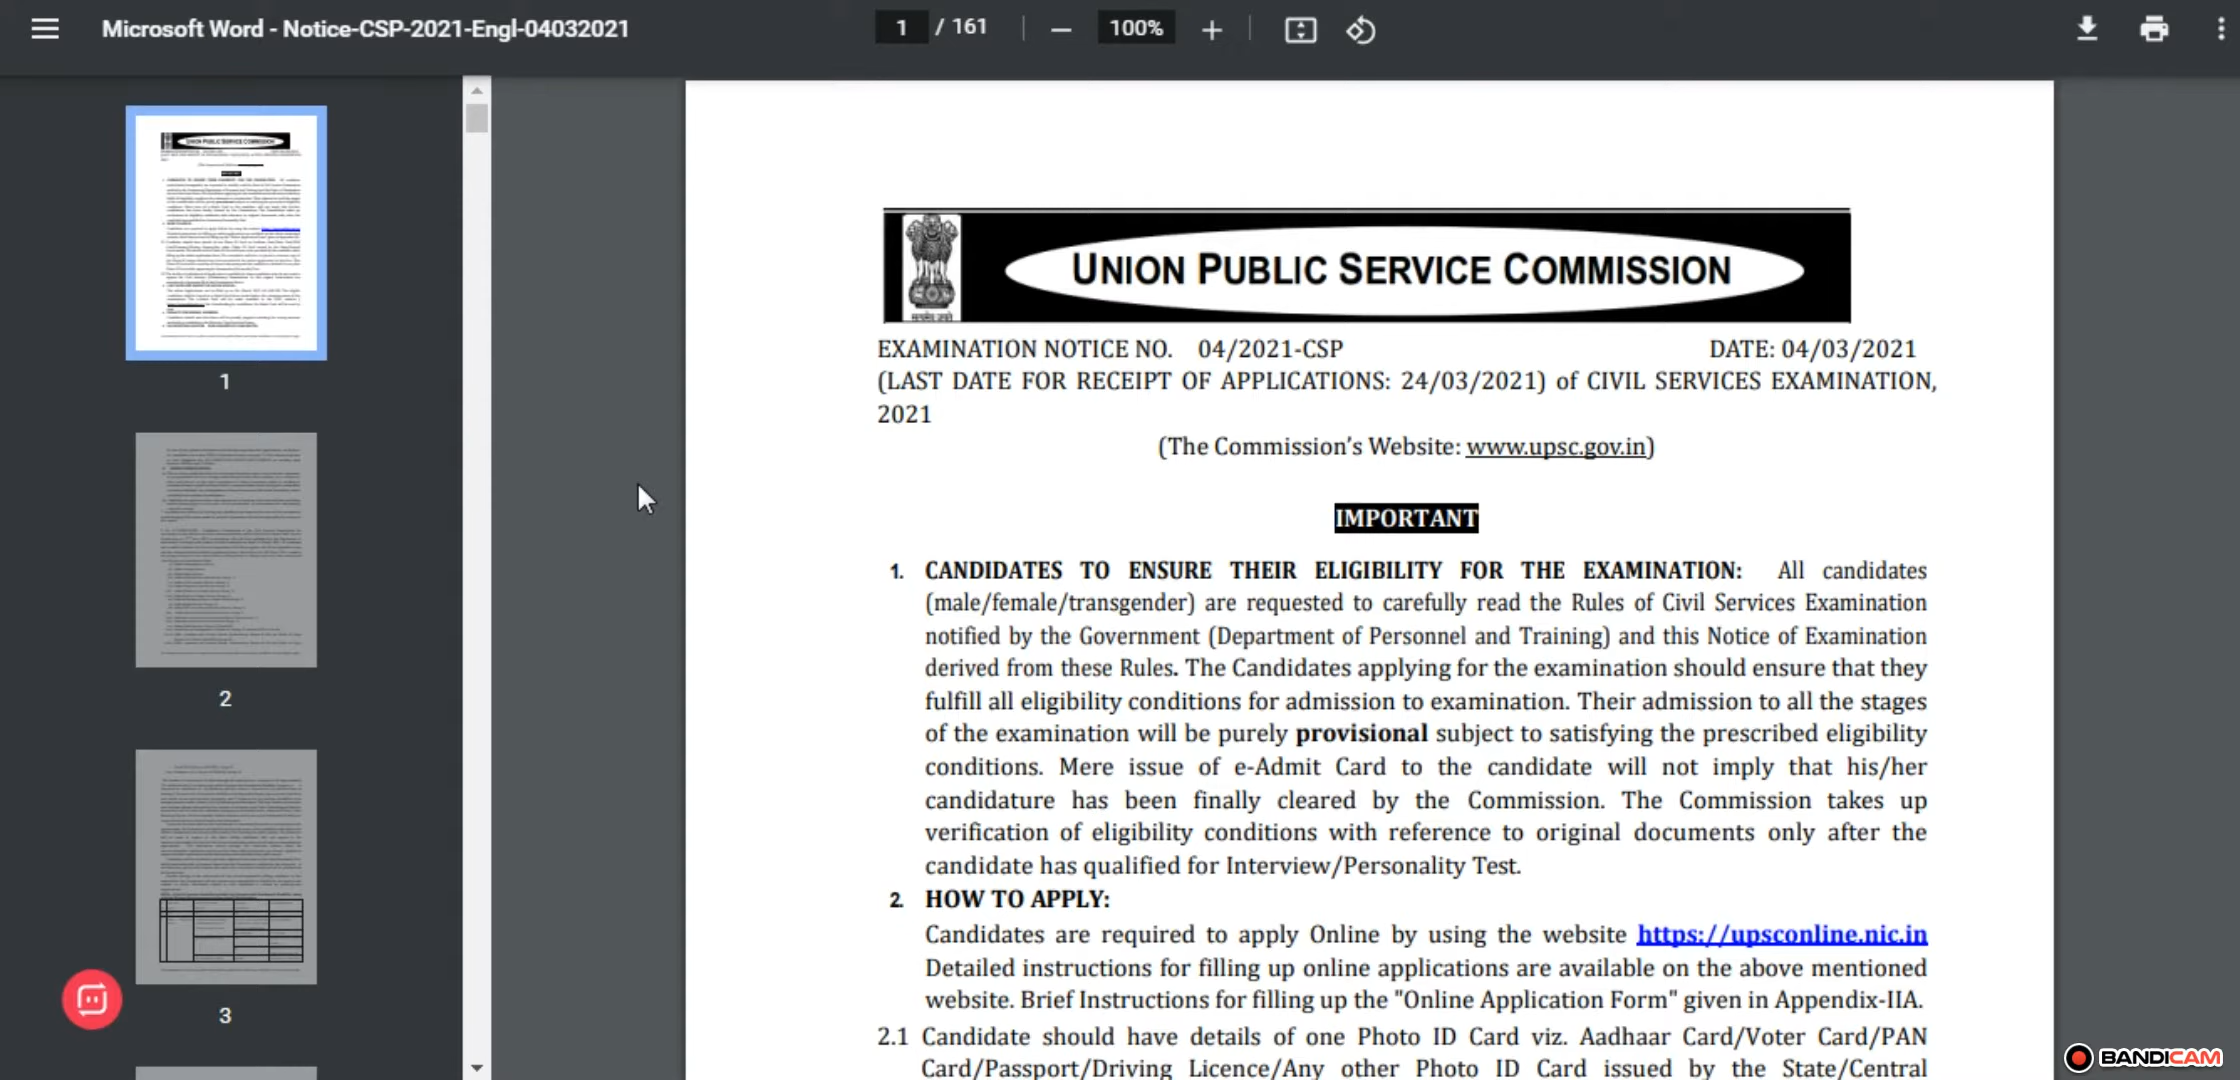 Microsoft Word - Notice-CSP-2021-Engl-04032021
1 / 161
100%
UNION PUBLIC SERVICE COMMISSION
1
2
3
UNION PUBLIC SERVICE COMMISSION
सत्यमेव जयते
EXAMINATION NOTICE NO. 04/2021-CSP DATE: 04/03/2021
(LAST DATE FOR RECEIPT OF APPLICATIONS: 24/03/2021) of CIVIL SERVICES EXAMINATION,
2021
(The Commission's Website: www.upsc.gov.in)
IMPORTANT
1. CANDIDATES TO ENSURE THEIR ELIGIBILITY FOR THE EXAMINATION: All candidates
(male/female/transgender) are requested to carefully read the Rules of Civil Services Examination
notified by the Government (Department of Personnel and Training) and this Notice of Examination
derived from these Rules. The Candidates applying for the examination should ensure that they
fulfill all eligibility conditions for admission to examination. Their admission to all the stages
of the examination will be purely provisional subject to satisfying the prescribed eligibility
conditions. Mere issue of e-Admit Card to the candidate will not imply that his/her
candidature has been finally cleared by the Commission. The Commission takes up
verification of eligibility conditions with reference to original documents only after the
candidate has qualified for Interview/Personality Test.
2. HOW TO APPLY:
Candidates are required to apply Online by using the website https://upsconline.nic.in
Detailed instructions for filling up online applications are available on the above mentioned
website. Brief Instructions for filling up the "Online Application Form" given in Appendix-IIA.
2.1 Candidate should have details of one Photo ID Card viz. Aadhaar Card/Voter Card/PAN
Card/Passport/Driving Licence/Any other Photo ID Card issued by the State/Central
BANDICAM